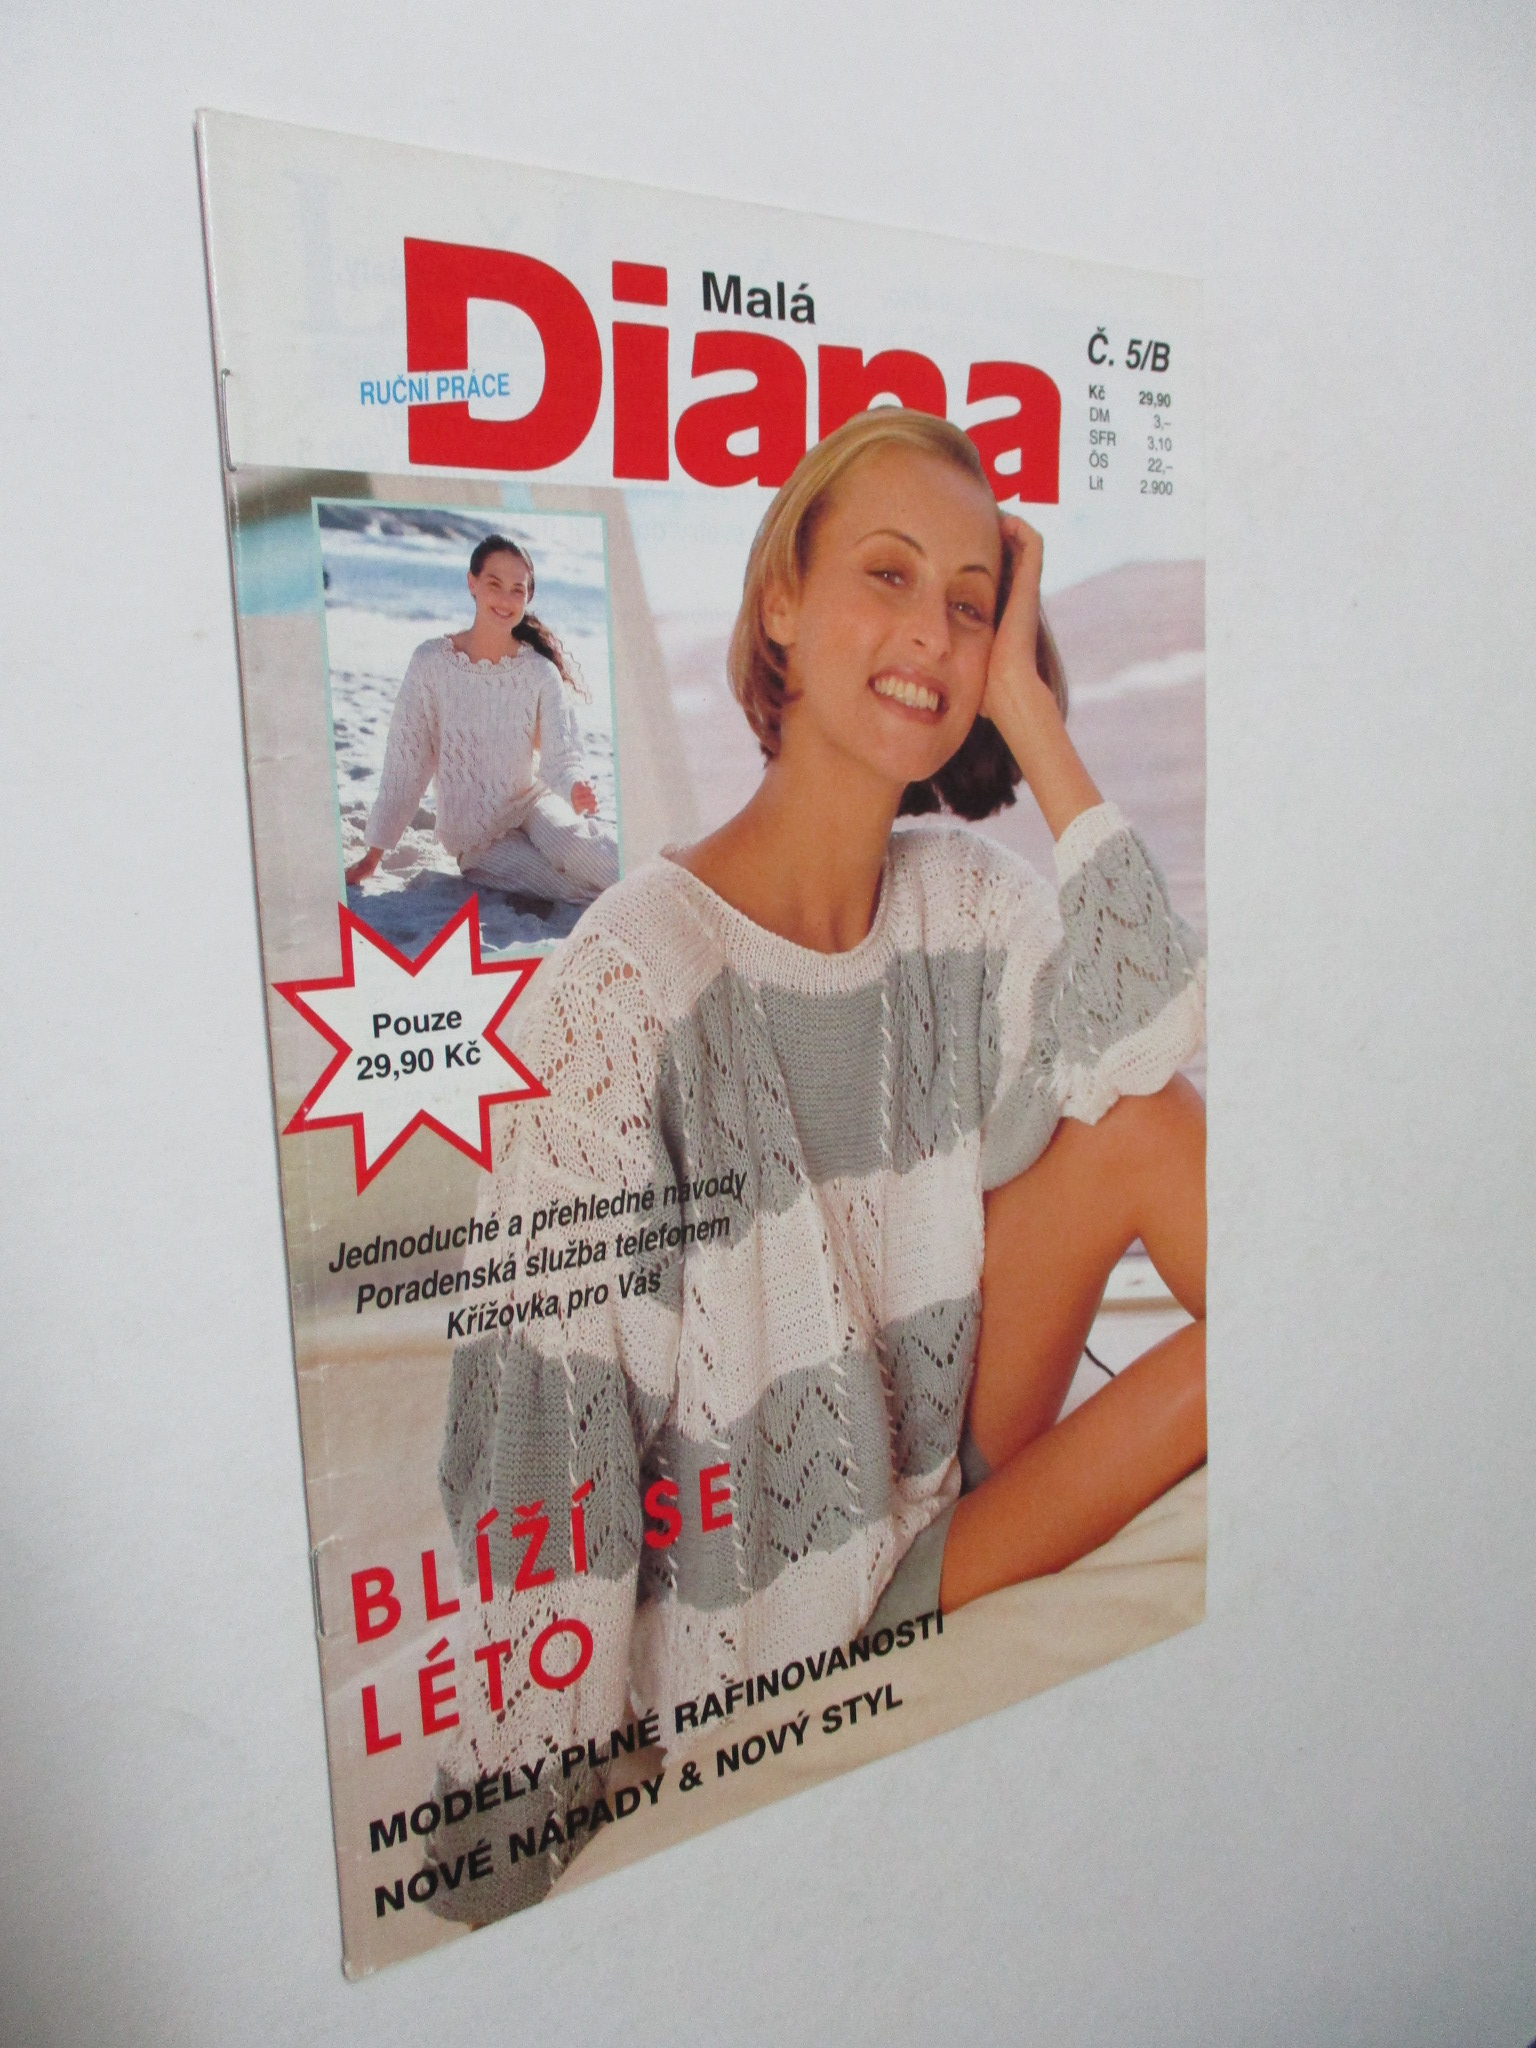 Malá
Diana
RUČNÍ PRÁCE
Č. 5/B
Kč 29,90
DM 3,–
SFR 3,10
ÖS 22,–
Lit 2.900
Pouze
29,90 Kč
Jednoduché a přehledné návody
Poradenská služba telefonem
Křížovka pro Vás
BLÍŽÍ SE
LÉTO
MODELY PLNÉ RAFINOVANOSTI
NOVÉ NÁPADY & NOVÝ STYL